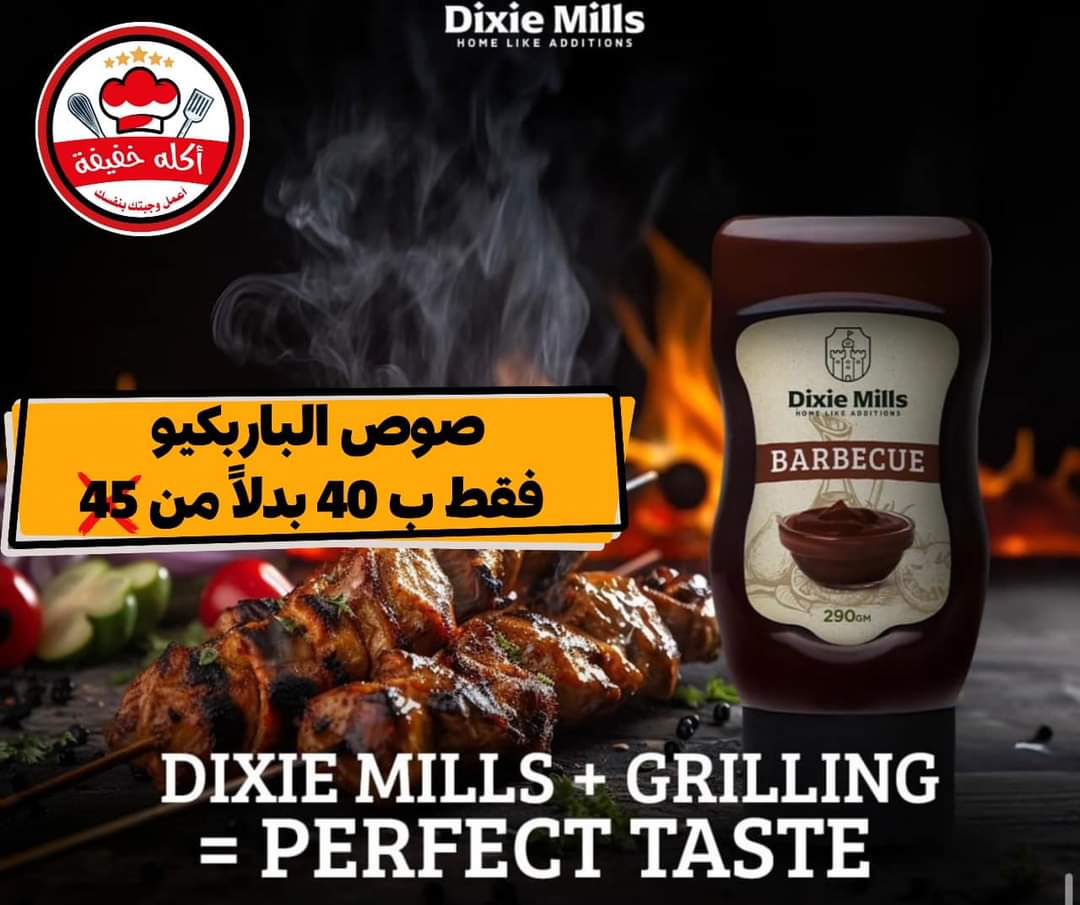 Dixie Mills
HOME LIKE ADDITIONS
أكله خفيفة
اعمل وجبتك بنفسك
صوص الباربكيو
فقط ب 40 بدلاً من 45
Dixie Mills
HOME LIKE ADDITIONS
BARBECUE
290GM
DIXIE MILLS + GRILLING
= PERFECT TASTE